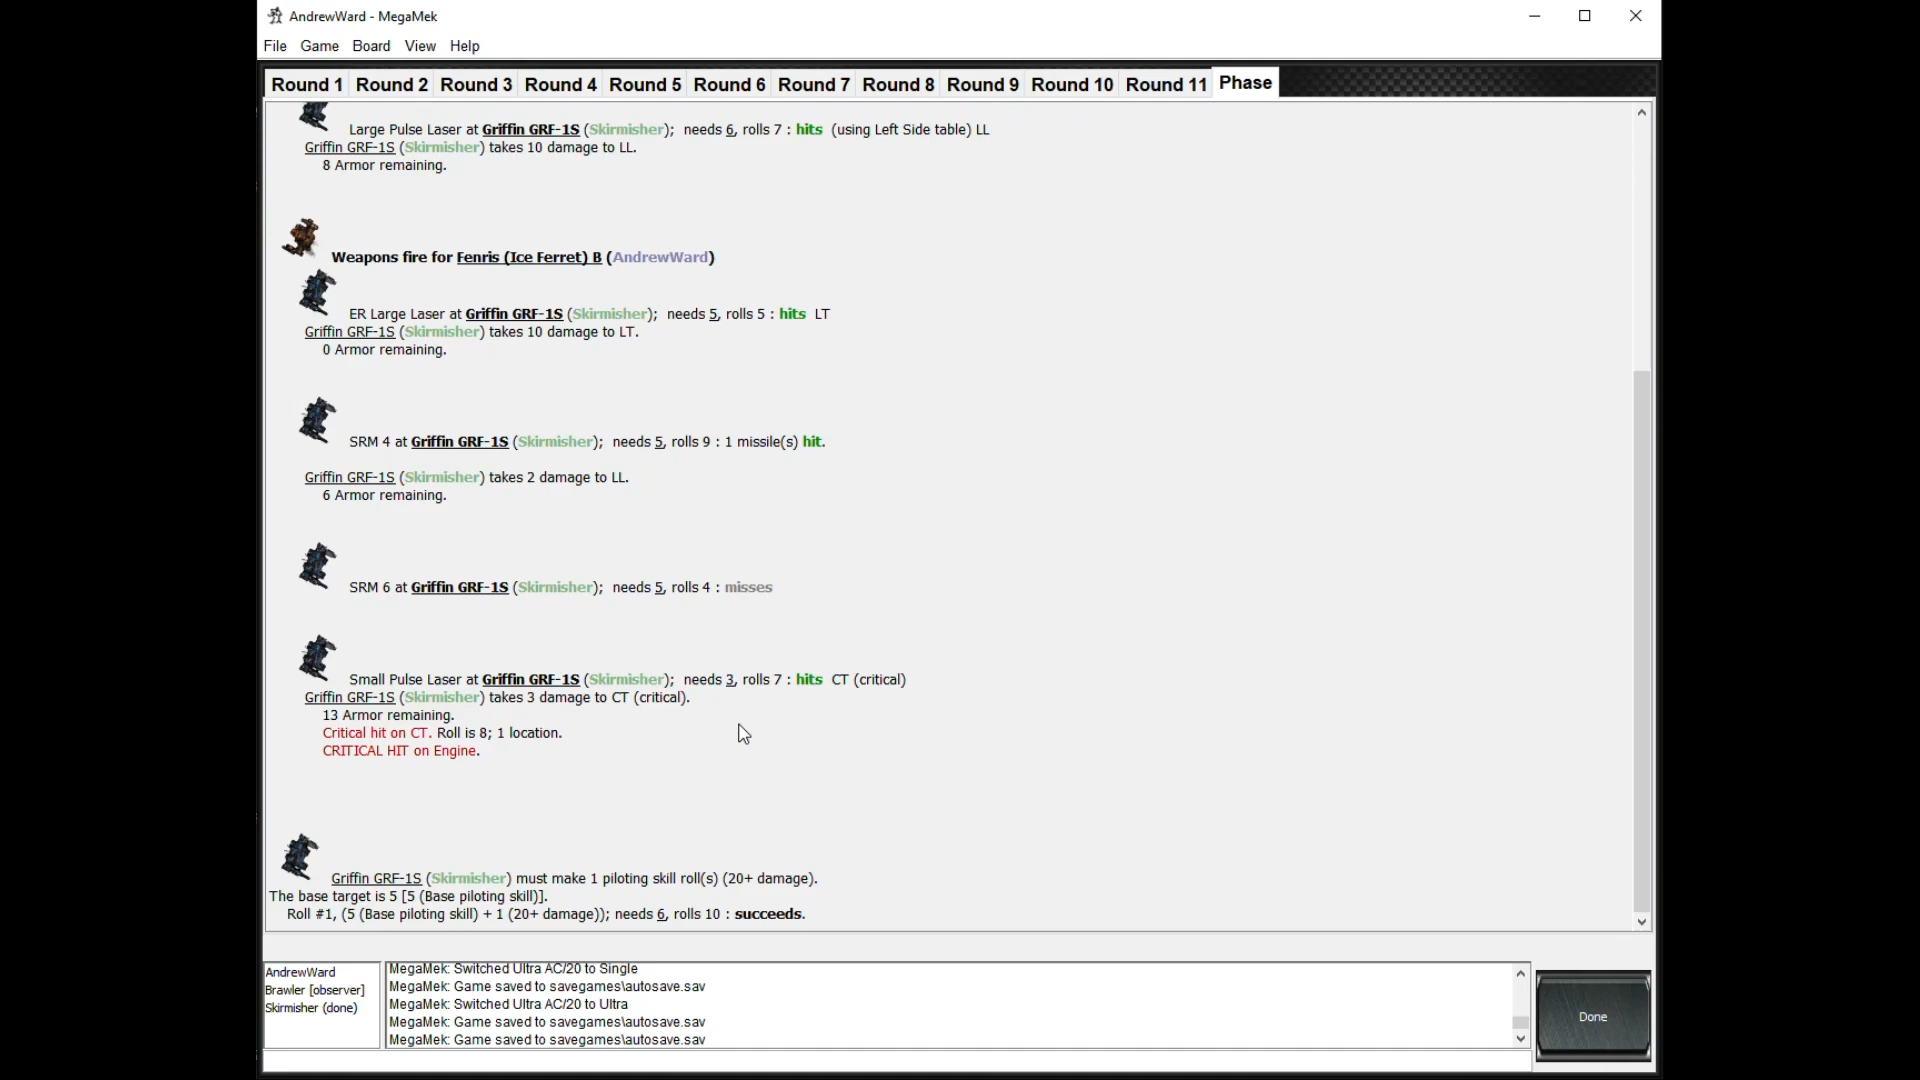 AndrewWard - MegaMek
File Game Board View Help
Round 1 Round 2 Round 3 Round 4 Round 5 Round 6 Round 7 Round 8 Round 9 Round 10 Round 11 Phase
Large Pulse Laser at Griffin GRF-1S (Skirmisher); needs 6, rolls 7 : hits (using Left Side table) LL
Griffin GRF-1S (Skirmisher) takes 10 damage to LL.
8 Armor remaining.
Weapons fire for Fenris (Ice Ferret) B (AndrewWard)
ER Large Laser at Griffin GRF-1S (Skirmisher); needs 5, rolls 5 : hits LT
Griffin GRF-1S (Skirmisher) takes 10 damage to LT.
0 Armor remaining.
SRM 4 at Griffin GRF-1S (Skirmisher); needs 5, rolls 9 : 1 missile(s) hit.
Griffin GRF-1S (Skirmisher) takes 2 damage to LL.
6 Armor remaining.
SRM 6 at Griffin GRF-1S (Skirmisher); needs 5, rolls 4 : misses
Small Pulse Laser at Griffin GRF-1S (Skirmisher); needs 3, rolls 7 : hits CT (critical)
Griffin GRF-1S (Skirmisher) takes 3 damage to CT (critical).
13 Armor remaining.
Critical hit on CT. Roll is 8; 1 location.
CRITICAL HIT on Engine.
Griffin GRF-1S (Skirmisher) must make 1 piloting skill roll(s) (20+ damage).
The base target is 5 [5 (Base piloting skill)].
Roll #1, (5 (Base piloting skill) + 1 (20+ damage)); needs 6, rolls 10 : succeeds.
AndrewWard
Brawler [observer]
Skirmisher (done)
MegaMek: Switched Ultra AC/20 to Single
MegaMek: Game saved to savegames\autosave.sav
MegaMek: Switched Ultra AC/20 to Ultra
MegaMek: Game saved to savegames\autosave.sav
MegaMek: Game saved to savegames\autosave.sav
Done